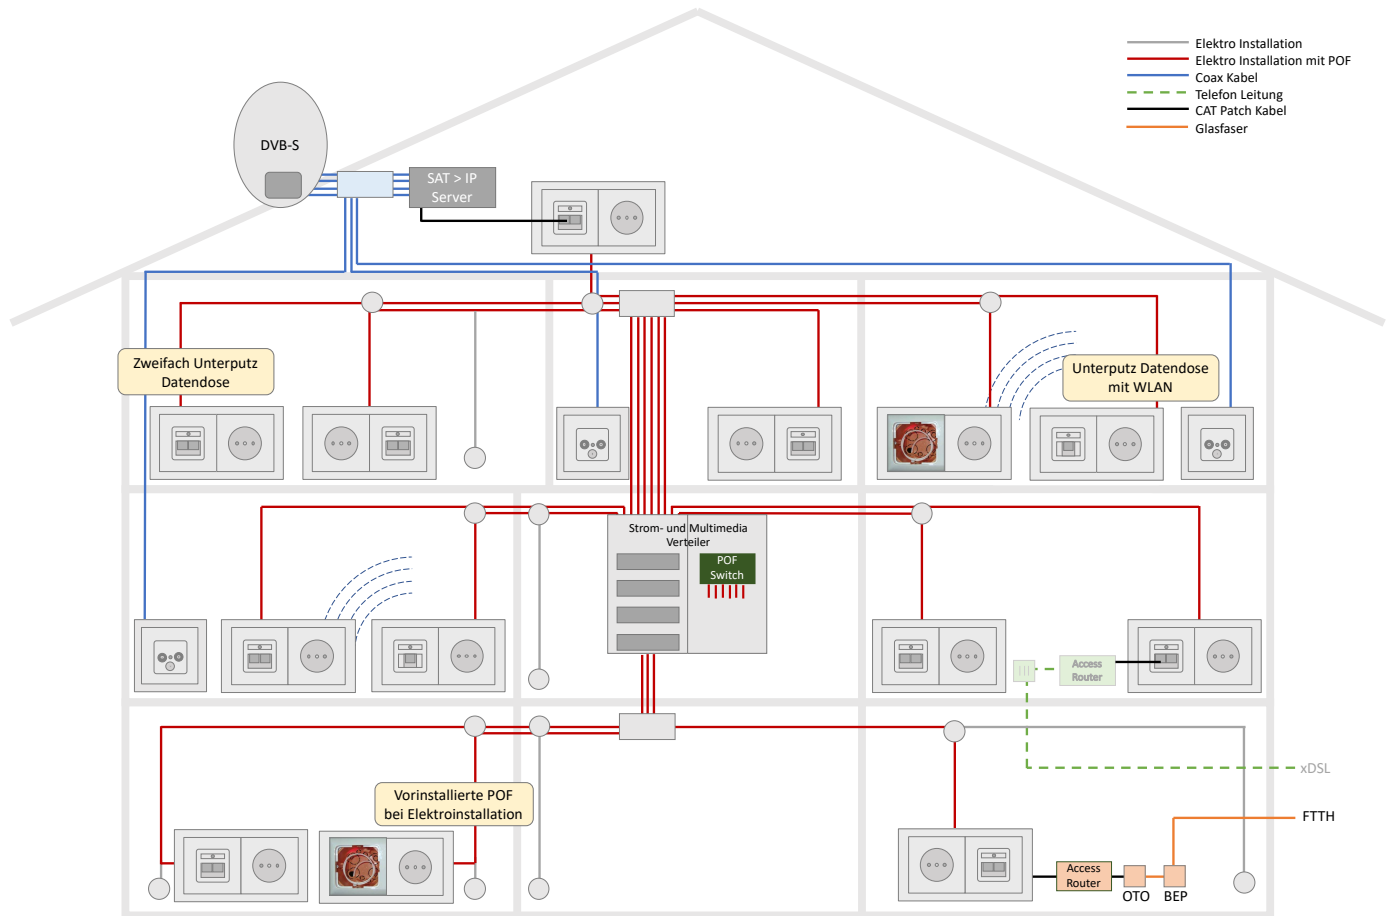 Elektro Installation
Elektro Installation mit POF
Coax Kabel
Telefon Leitung
CAT Patch Kabel
Glasfaser
DVB-S
SAT > IP
Server
Zweifach Unterputz
Datendose
Unterputz Datendose
mit WLAN
Strom- und Multimedia
Verteiler
POF
Switch
Access
Router
xDSL
Vorinstallierte POF
bei Elektroinstallation
FTTH
Access
Router
OTO
BEP